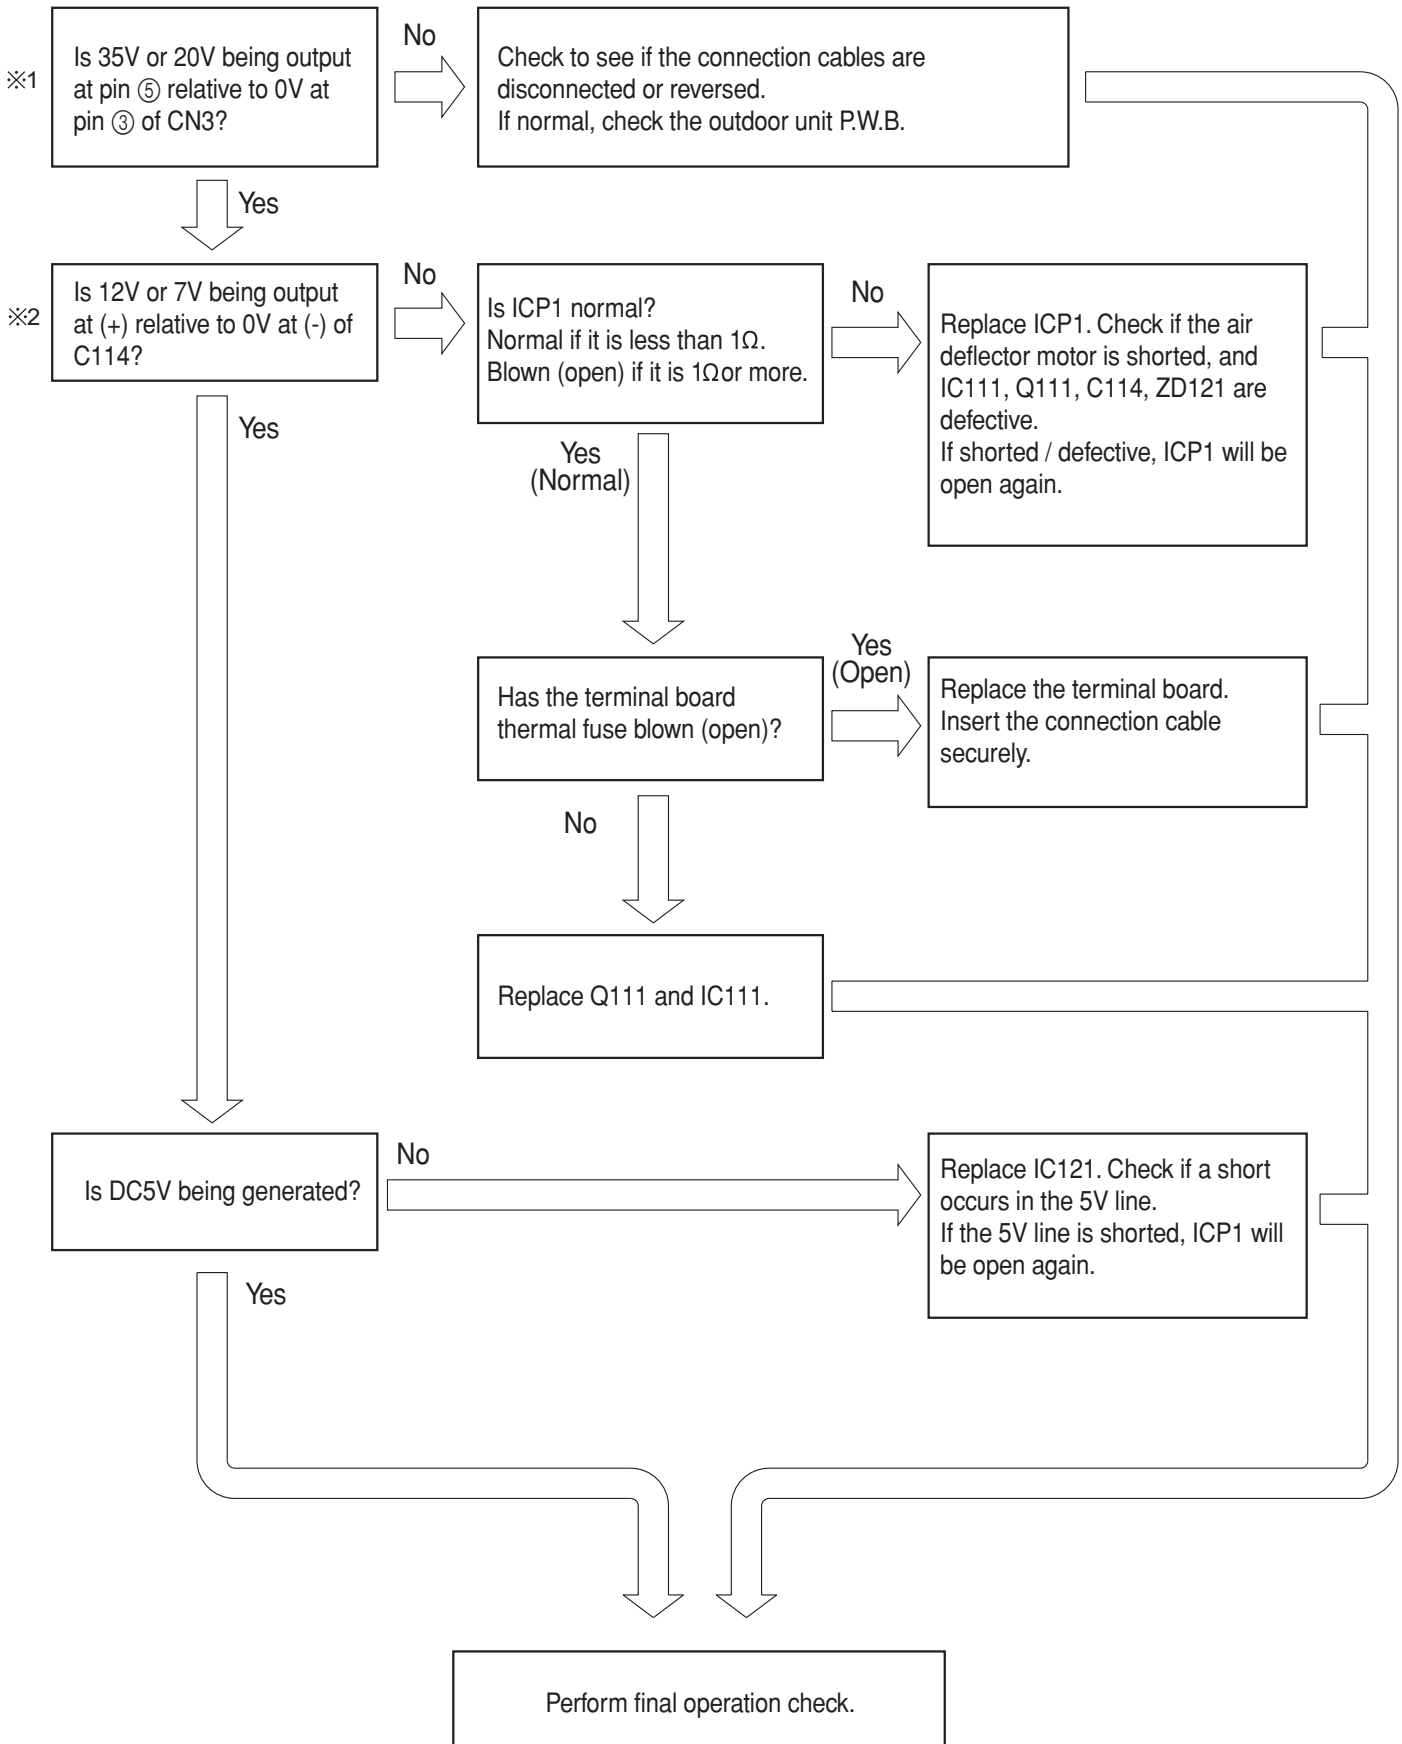 ※1
Is 35V or 20V being output
at pin ⑤ relative to 0V at
pin ③ of CN3?
No
Check to see if the connection cables are
disconnected or reversed.
If normal, check the outdoor unit P.W.B.
Yes
※2
Is 12V or 7V being output
at (+) relative to 0V at (-) of
C114?
No
Is ICP1 normal?
Normal if it is less than 1Ω.
Blown (open) if it is 1Ωor more.
No
Replace ICP1. Check if the air
deflector motor is shorted, and
IC111, Q111, C114, ZD121 are
defective.
If shorted / defective, ICP1 will be
open again.
Yes
Yes
(Normal)
Has the terminal board
thermal fuse blown (open)?
Yes
(Open)
Replace the terminal board.
Insert the connection cable
securely.
No
Replace Q111 and IC111.
Is DC5V being generated?
No
Replace IC121. Check if a short
occurs in the 5V line.
If the 5V line is shorted, ICP1 will
be open again.
Yes
Perform final operation check.